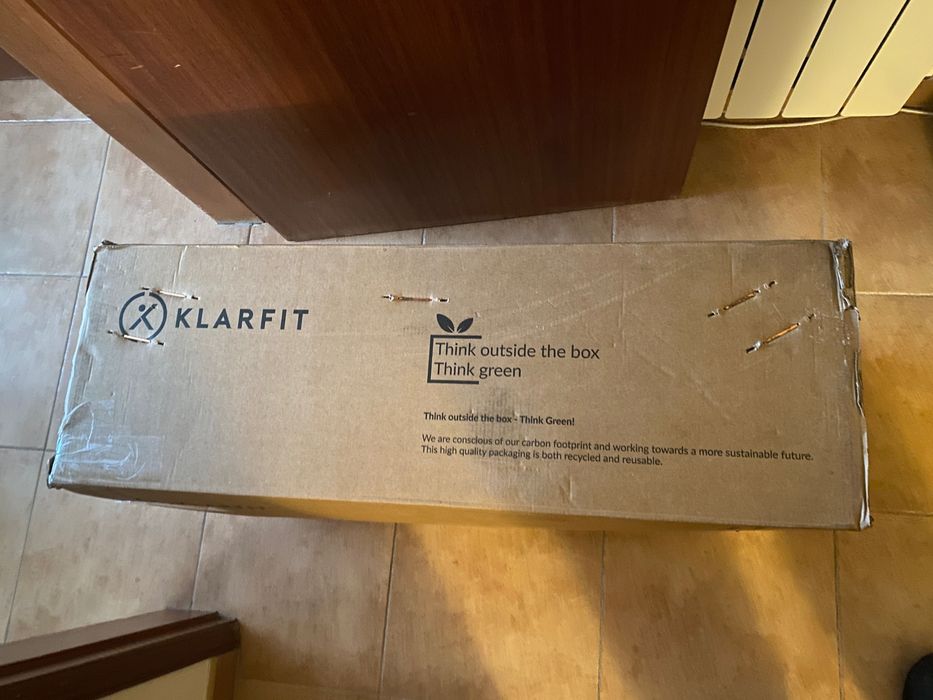 KLARFIT
Think outside the box
Think green
Think outside the box - Think Green!
We are conscious of our carbon footprint and working towards a more sustainable future.
This high quality packaging is both recycled and reusable.